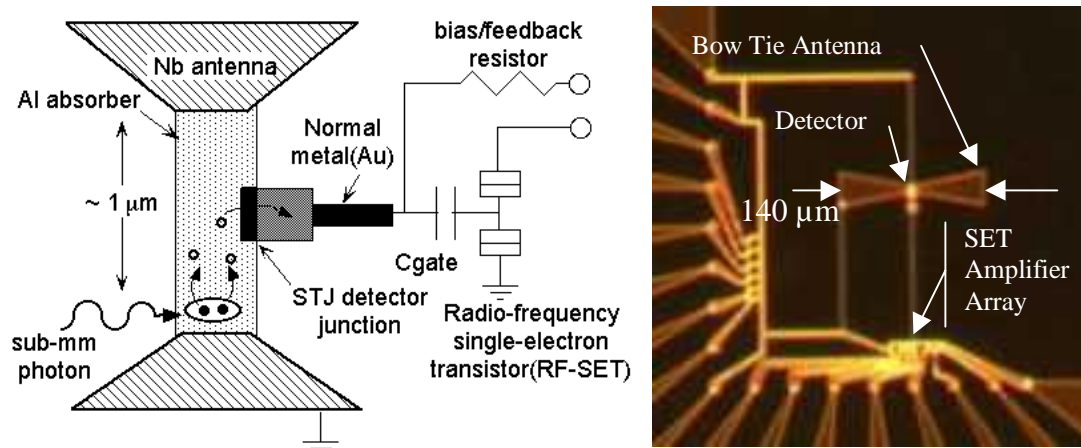 Nb antenna
Al absorber
~ 1 µm
sub-mm
photon
Normal
metal(Au)
STJ detector
junction
bias/feedback
resistor
Cgate
Radio-frequency
single-electron
transistor(RF-SET)
Bow Tie Antenna
Detector
140 µm
SET
Amplifier
Array